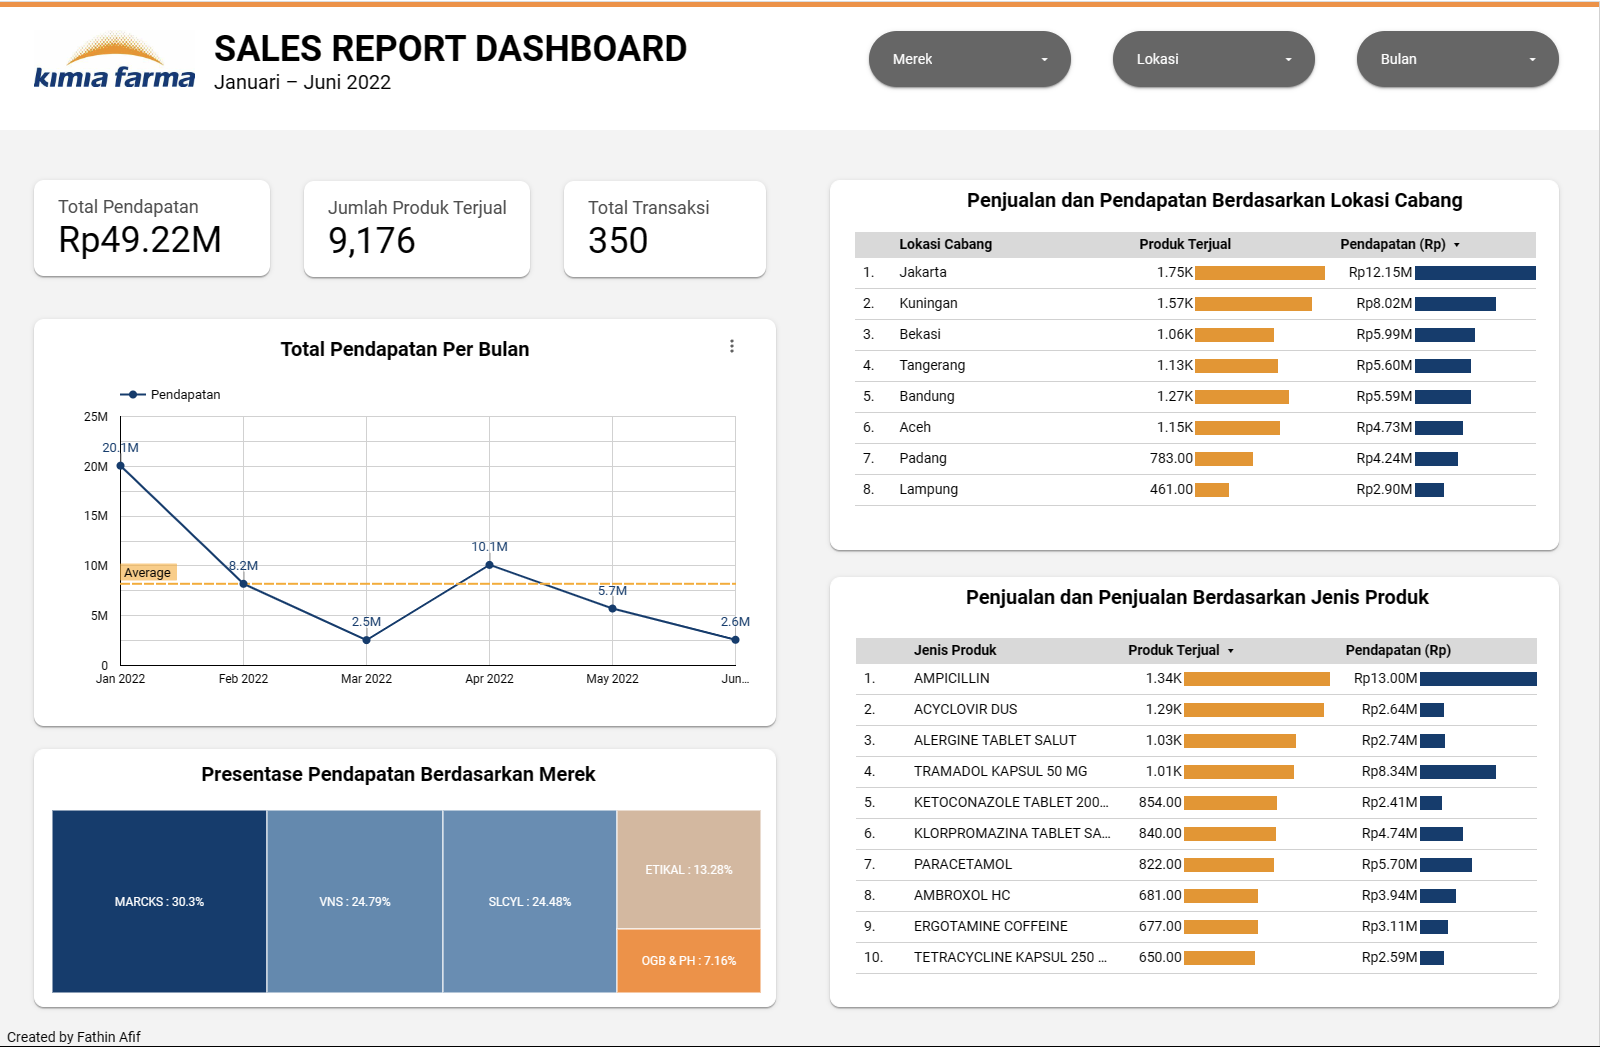 kimia farma
SALES REPORT DASHBOARD
Januari – Juni 2022
Merek
Lokasi
Bulan
Total Pendapatan
Rp49.22M
Jumlah Produk Terjual
9,176
Total Transaksi
350
Total Pendapatan Per Bulan
Pendapatan
25M
20M
15M
10M
5M
0
20.1M
8.2M
2.5M
10.1M
5.7M
2.6M
Average
Jan 2022
Feb 2022
Mar 2022
Apr 2022
May 2022
Jun…
Presentase Pendapatan Berdasarkan Merek
MARCKS : 30.3%
VNS : 24.79%
SLCYL : 24.48%
ETIKAL : 13.28%
OGB & PH : 7.16%
Penjualan dan Pendapatan Berdasarkan Lokasi Cabang
Lokasi Cabang Produk Terjual Pendapatan (Rp)
1. Jakarta 1.75K Rp12.15M
2. Kuningan 1.57K Rp8.02M
3. Bekasi 1.06K Rp5.99M
4. Tangerang 1.13K Rp5.60M
5. Bandung 1.27K Rp5.59M
6. Aceh 1.15K Rp4.73M
7. Padang 783.00 Rp4.24M
8. Lampung 461.00 Rp2.90M
Penjualan dan Penjualan Berdasarkan Jenis Produk
Jenis Produk Produk Terjual Pendapatan (Rp)
1. AMPICILLIN 1.34K Rp13.00M
2. ACYCLOVIR DUS 1.29K Rp2.64M
3. ALERGINE TABLET SALUT 1.03K Rp2.74M
4. TRAMADOL KAPSUL 50 MG 1.01K Rp8.34M
5. KETOCONAZOLE TABLET 200… 854.00 Rp2.41M
6. KLORPROMAZINA TABLET SA… 840.00 Rp4.74M
7. PARACETAMOL 822.00 Rp5.70M
8. AMBROXOL HC 681.00 Rp3.94M
9. ERGOTAMINE COFFEINE 677.00 Rp3.11M
10. TETRACYCLINE KAPSUL 250 … 650.00 Rp2.59M
Created by Fathin Afif